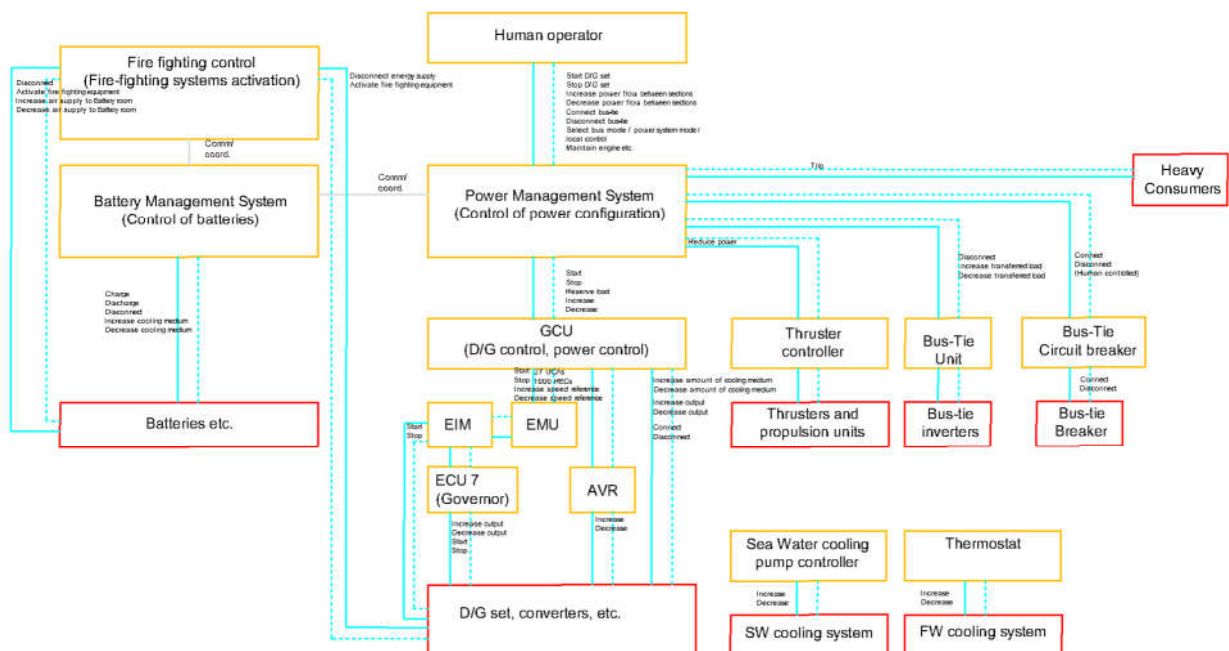 Human operator
Fire fighting control
(Fire-fighting systems activation)
Disconnect
Activate fire fighting equipment
Increase air supply to Battery room
Decrease air supply to Battery room
Disconnect energy supply
Activate fire fighting equipment
Start D/G set
Stop D/G set
Increase power flow between sections
Decrease power flow between sections
Connect bus-tie
Disconnect bus-tie
Select bus mode / power system mode /
local control
Maintain engine etc.
Comm/
coord.
Battery Management System
(Control of batteries)
Comm/
coord.
Power Management System
(Control of power configuration)
Trip
Heavy
Consumers
Reduce power
Disconnect
Increase transferred load
Decrease transferred load
Connect
Disconnect
(Human controlled)
Charge
Discharge
Disconnect
Increase cooling medium
Decrease cooling medium
Start
Stop
Reserve load
Increase
Decrease
GCU
(D/G control, power control)
Thruster
controller
Bus-Tie
Unit
Bus-Tie
Circuit breaker
Start 27 UCAs
Stop 1000 RECs
Increase speed reference
Decrease speed reference
Increase amount of cooling medium
Decrease amount of cooling medium
Increase output
Decrease output
Connect
Disconnect
Connect
Disconnect
Batteries etc.
Start
Stop
EIM
EMU
Thrusters and
propulsion units
Bus-tie
inverters
Bus-tie
Breaker
ECU 7
(Governor)
AVR
Increase output
Decrease output
Start
Stop
Increase
Decrease
Sea Water cooling
pump controller
Thermostat
Increase
Decrease
Increase
Decrease
D/G set, converters, etc.
SW cooling system
FW cooling system